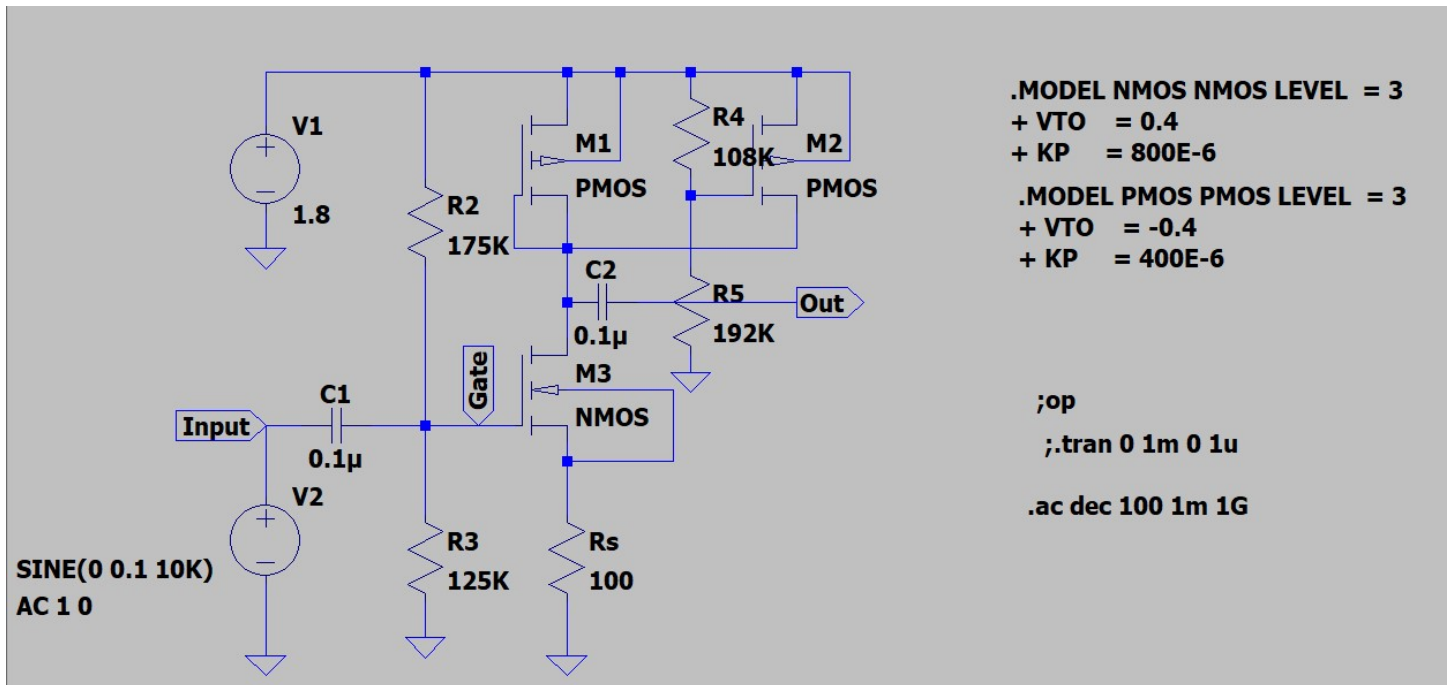 V1
1.8
R2
175K
M1
PMOS
R4
108K
M2
PMOS
C2
0.1µ
R5
192K
Out
Gate
M3
NMOS
Input
C1
0.1µ
V2
SINE(0 0.1 10K)
AC 1 0
R3
125K
Rs
100
.MODEL NMOS NMOS LEVEL = 3
+ VTO = 0.4
+ KP = 800E-6
.MODEL PMOS PMOS LEVEL = 3
+ VTO = -0.4
+ KP = 400E-6
;op
;.tran 0 1m 0 1u
.ac dec 100 1m 1G